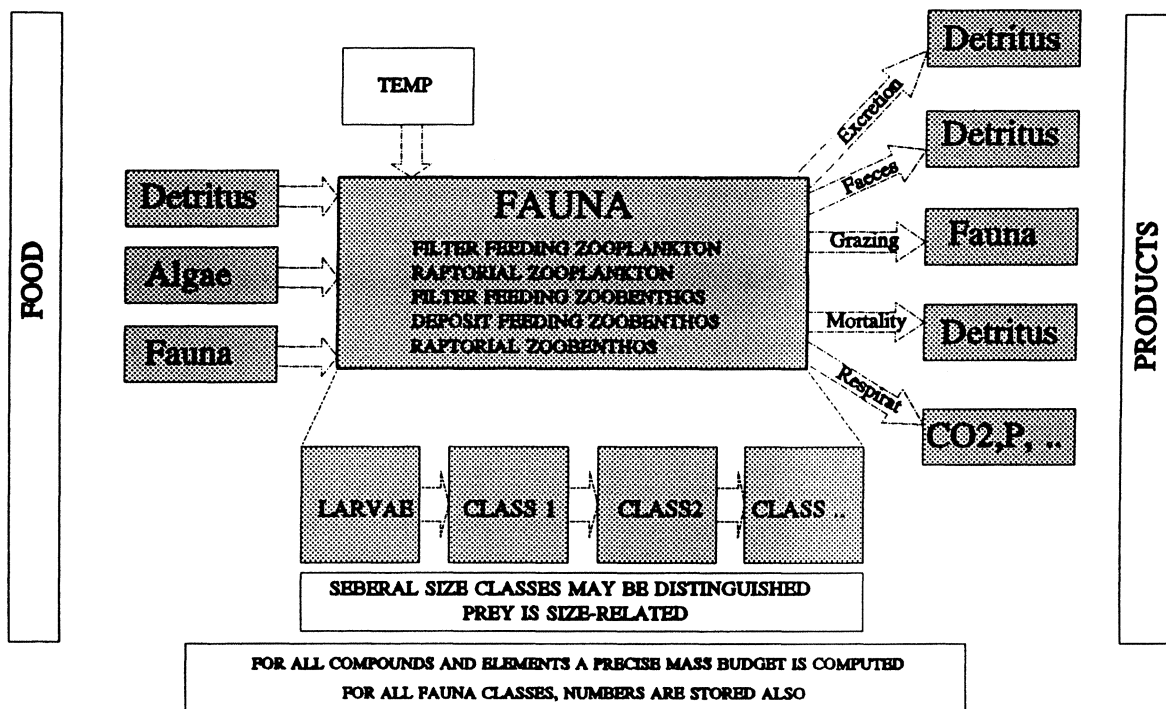 FOOD
TEMP
Detritus
Algae
Fauna
FAUNA
FILTER FEEDING ZOOPLANKTON
RAPTORIAL ZOOPLANKTON
FILTER FEEDING ZOOBENTHOS
DEPOSIT FEEDING ZOOBENTHOS
RAPTORIAL ZOOBENTHOS
Excretion
Detritus
Faeces
Detritus
Grazing
Fauna
Mortality
Detritus
Respirat
CO2,P, ..
PRODUCTS
LARVAE
CLASS 1
CLASS2
CLASS ..
SEBERAL SIZE CLASSES MAY BE DISTINGUISHED
PREY IS SIZE-RELATED
FOR ALL COMPOUNDS AND ELEMENTS A PRECISE MASS BUDGET IS COMPUTED
FOR ALL FAUNA CLASSES, NUMBERS ARE STORED ALSO